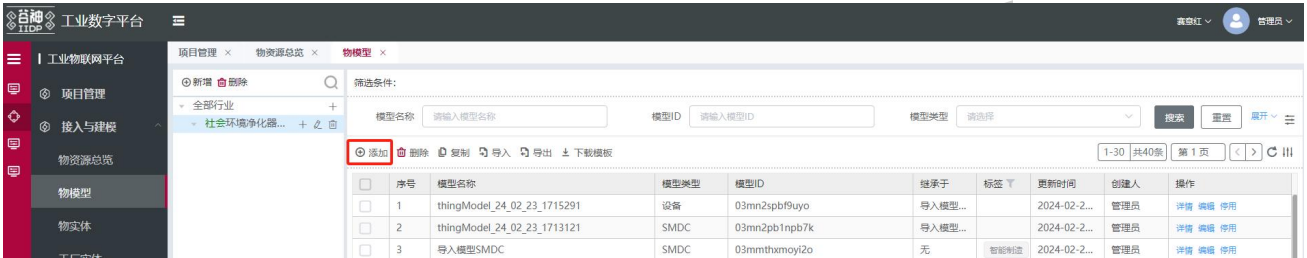 谷神 IIDP 工业数字平台 喜章红 管理员
工业物联网平台
项目管理
接入与建模
物资源总览
物模型
物实体
项目管理 × 物资源总览 × 物模型 ×
新增 删除
全部行业
社会环境净化器...
筛选条件:
模型名称 请输入模型名称 模型ID 请输入模型ID 模型类型 请选择 搜索 重置 展开
添加 删除 复制 导入 导出 下载模板 1-30 共40条 第1页
序号 模型名称 模型类型 模型ID 继承于 标签 更新时间 创建人 操作
1 thingModel_24_02_23_1715291 设备 03mn2spbf9uyo 导入模型... 2024-02-2... 管理员 详情 编辑 停用
2 thingModel_24_02_23_1713121 SMDC 03mn2pb1npb7k 导入模型... 2024-02-2... 管理员 详情 编辑 停用
3 导入模型SMDC SMDC 03mmthxmoyi2o 无 智能制造 2024-02-2... 管理员 详情 编辑 停用